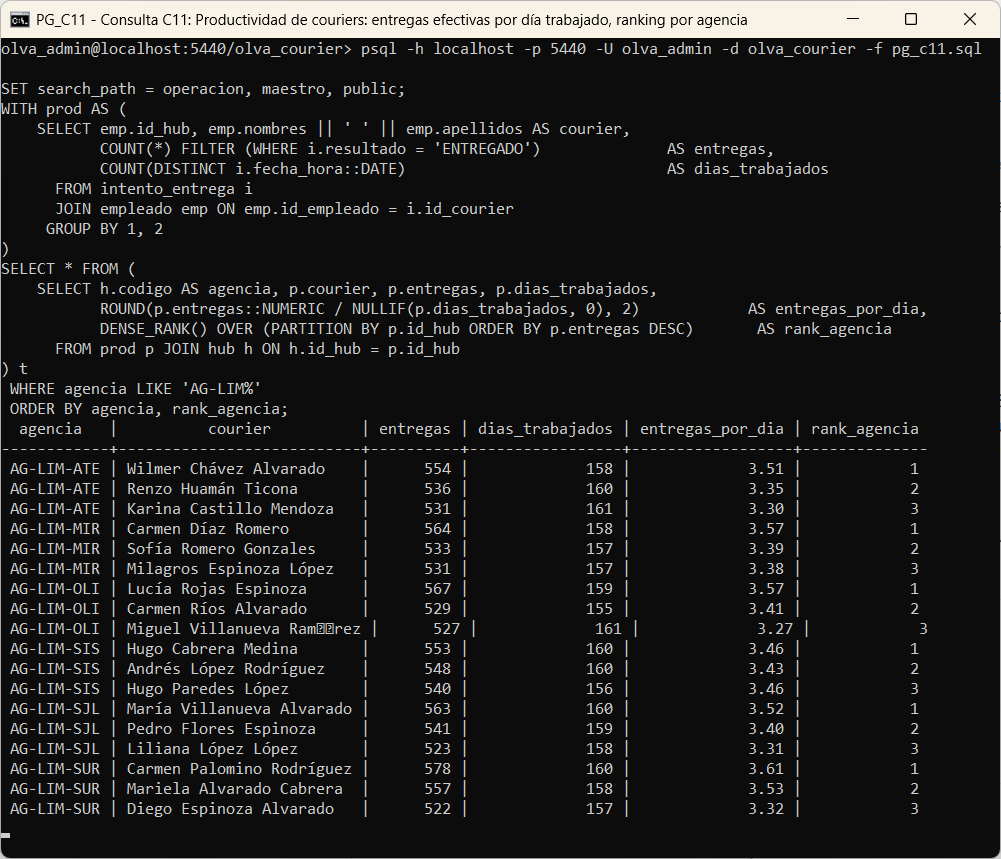 PG_C11 - Consulta C11: Productividad de couriers: entregas efectivas por día trabajado, ranking por agencia
olva_admin@localhost:5440/olva_courier> psql -h localhost -p 5440 -U olva_admin -d olva_courier -f pg_c11.sql
SET search_path = operacion, maestro, public;
WITH prod AS (
    SELECT emp.id_hub, emp.nombres || ' ' || emp.apellidos AS courier,
           COUNT(*) FILTER (WHERE i.resultado = 'ENTREGADO')              AS entregas,
           COUNT(DISTINCT i.fecha_hora::DATE)                             AS dias_trabajados
      FROM intento_entrega i
      JOIN empleado emp ON emp.id_empleado = i.id_courier
     GROUP BY 1, 2
)
SELECT * FROM (
    SELECT h.codigo AS agencia, p.courier, p.entregas, p.dias_trabajados,
           ROUND(p.entregas::NUMERIC / NULLIF(p.dias_trabajados, 0), 2)            AS entregas_por_dia,
           DENSE_RANK() OVER (PARTITION BY p.id_hub ORDER BY p.entregas DESC)       AS rank_agencia
      FROM prod p JOIN hub h ON h.id_hub = p.id_hub
) t
 WHERE agencia LIKE 'AG-LIM%'
 ORDER BY agencia, rank_agencia;
  agencia   |          courier          | entregas | dias_trabajados | entregas_por_dia | rank_agencia
------------+---------------------------+----------+-----------------+------------------+--------------
 AG-LIM-ATE | Wilmer Chávez Alvarado    |      554 |             158 |             3.51 |            1
 AG-LIM-ATE | Renzo Huamán Ticona       |      536 |             160 |             3.35 |            2
 AG-LIM-ATE | Karina Castillo Mendoza   |      531 |             161 |             3.30 |            3
 AG-LIM-MIR | Carmen Díaz Romero        |      564 |             158 |             3.57 |            1
 AG-LIM-MIR | Sofía Romero Gonzales     |      533 |             157 |             3.39 |            2
 AG-LIM-MIR | Milagros Espinoza López   |      531 |             157 |             3.38 |            3
 AG-LIM-OLI | Lucía Rojas Espinoza      |      567 |             159 |             3.57 |            1
 AG-LIM-OLI | Carmen Ríos Alvarado      |      529 |             155 |             3.41 |            2
 AG-LIM-OLI | Miguel Villanueva Ram��rez |      527 |             161 |             3.27 |            3
 AG-LIM-SIS | Hugo Cabrera Medina       |      553 |             160 |             3.46 |            1
 AG-LIM-SIS | Andrés López Rodríguez    |      548 |             160 |             3.43 |            2
 AG-LIM-SIS | Hugo Paredes López        |      540 |             156 |             3.46 |            3
 AG-LIM-SJL | María Villanueva Alvarado |      563 |             160 |             3.52 |            1
 AG-LIM-SJL | Pedro Flores Espinoza     |      541 |             159 |             3.40 |            2
 AG-LIM-SJL | Liliana López López       |      523 |             158 |             3.31 |            3
 AG-LIM-SUR | Carmen Palomino Rodríguez |      578 |             160 |             3.61 |            1
 AG-LIM-SUR | Mariela Alvarado Cabrera  |      557 |             158 |             3.53 |            2
 AG-LIM-SUR | Diego Espinoza Alvarado   |      522 |             157 |             3.32 |            3